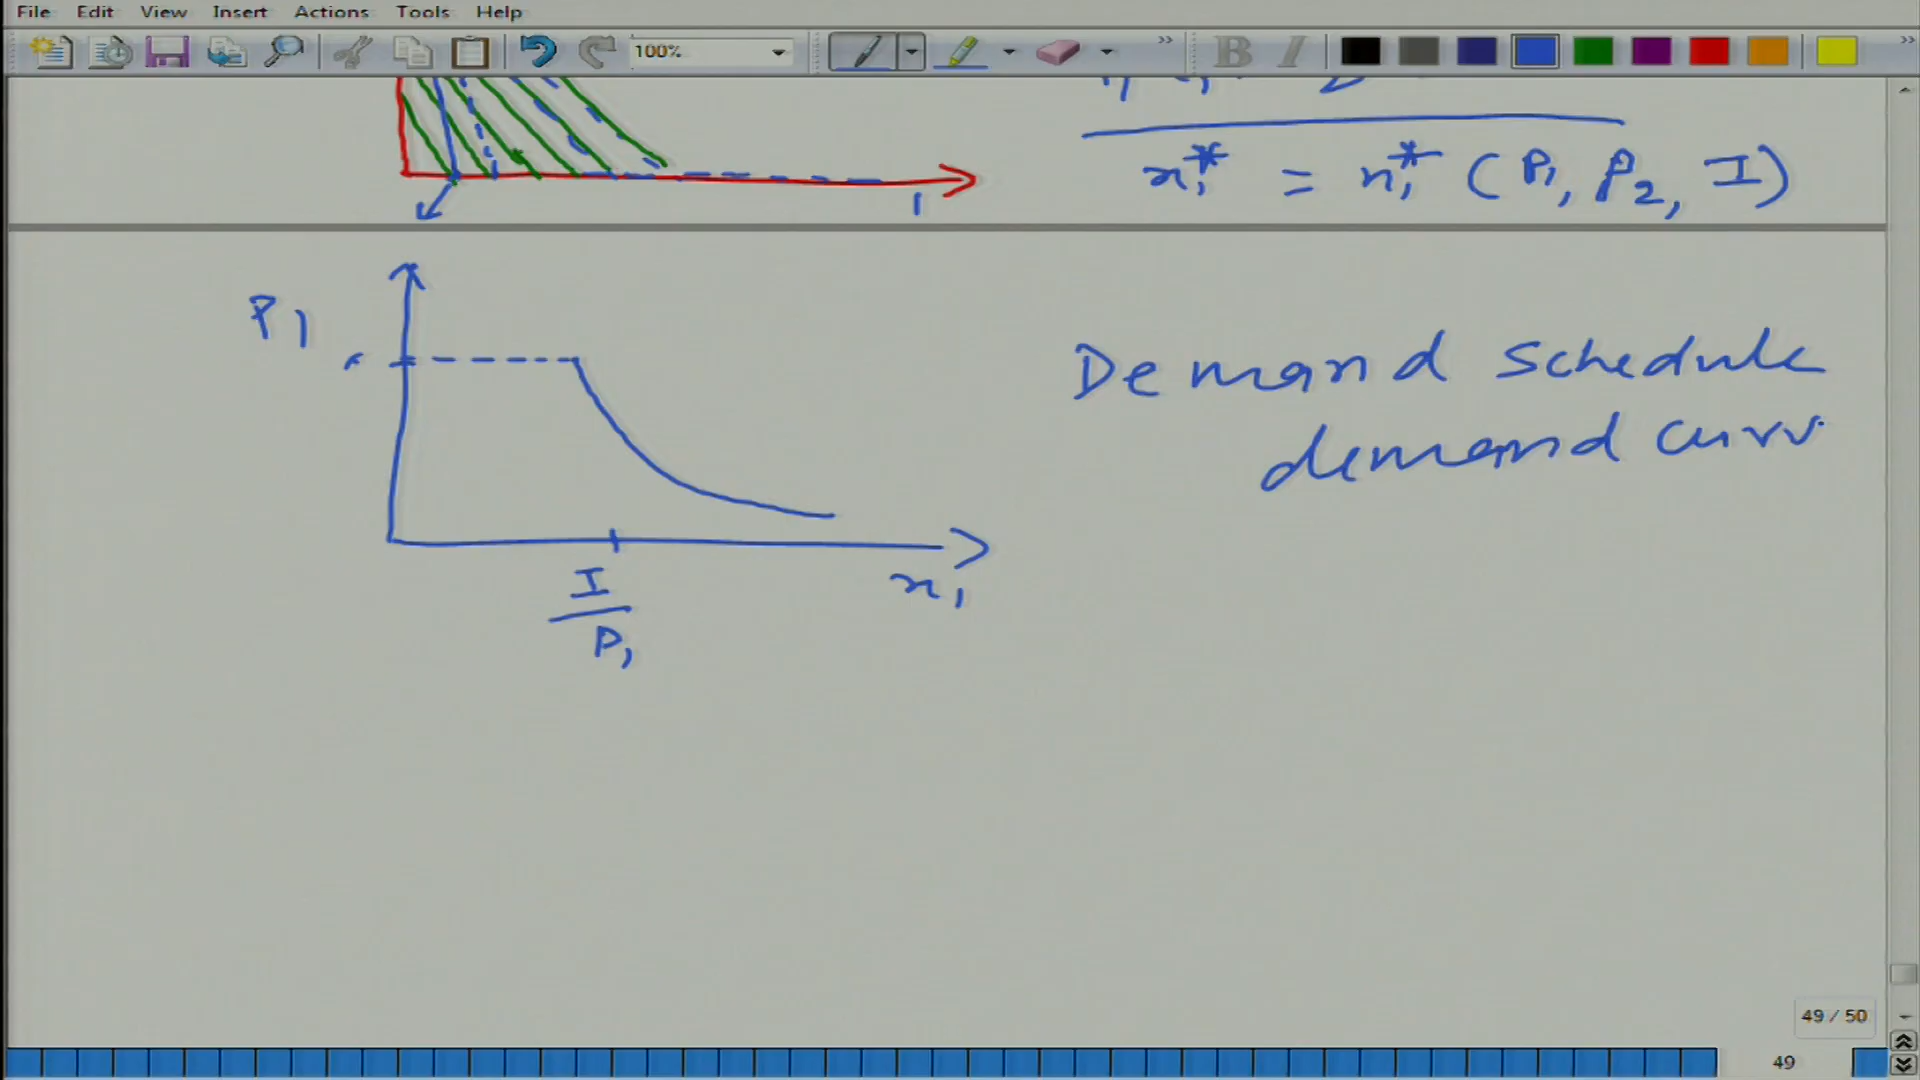 File Edit View Insert Actions Tools Help
100%
B I
x₁* = x₁* (P₁, P₂, I)
1
P₁
Demand schedule
demand curv
I
P₁
x₁
49 / 50
49